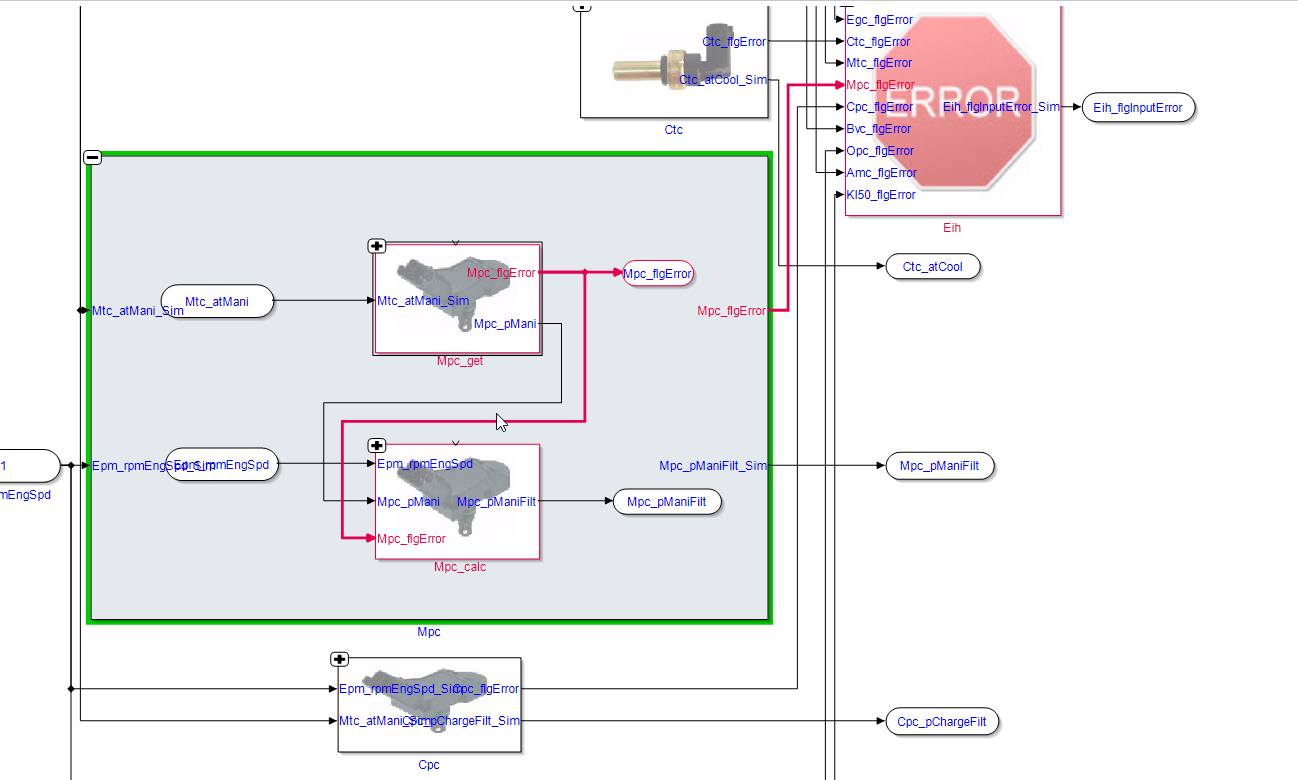 Egc_flgError
Ctc_flgError
Ctc_flgError
Mtc_flgError
Ctc_atCool_Sim
Mpc_flgError
ERROR
Cpc_flgError
Eih_flgInputError_Sim
Eih_flgInputError
Ctc
Bvc_flgError
Opc_flgError
Amc_flgError
Kl50_flgError
Eih
Ctc_atCool
Mpc_flgError
Mpc_flgError
Mtc_atMani_Sim
Mtc_atMani
Mtc_atMani_Sim
Mpc_flgError
Mpc_pMani
Mpc_get
1
Epm_rpmEngSpd_Sim
Epm_rpmEngSpd
Epm_rpmEngSpd
Mpc_pManiFilt_Sim
Mpc_pManiFilt
mEngSpd
Mpc_pMani
Mpc_pManiFilt
Mpc_pManiFilt
Mpc_flgError
Mpc_calc
Mpc
Epm_rpmEngSpd_Sim
Cpc_flgError
Mtc_atMani_Sim
Cpc_pChargeFilt_Sim
Cpc_pChargeFilt
Cpc